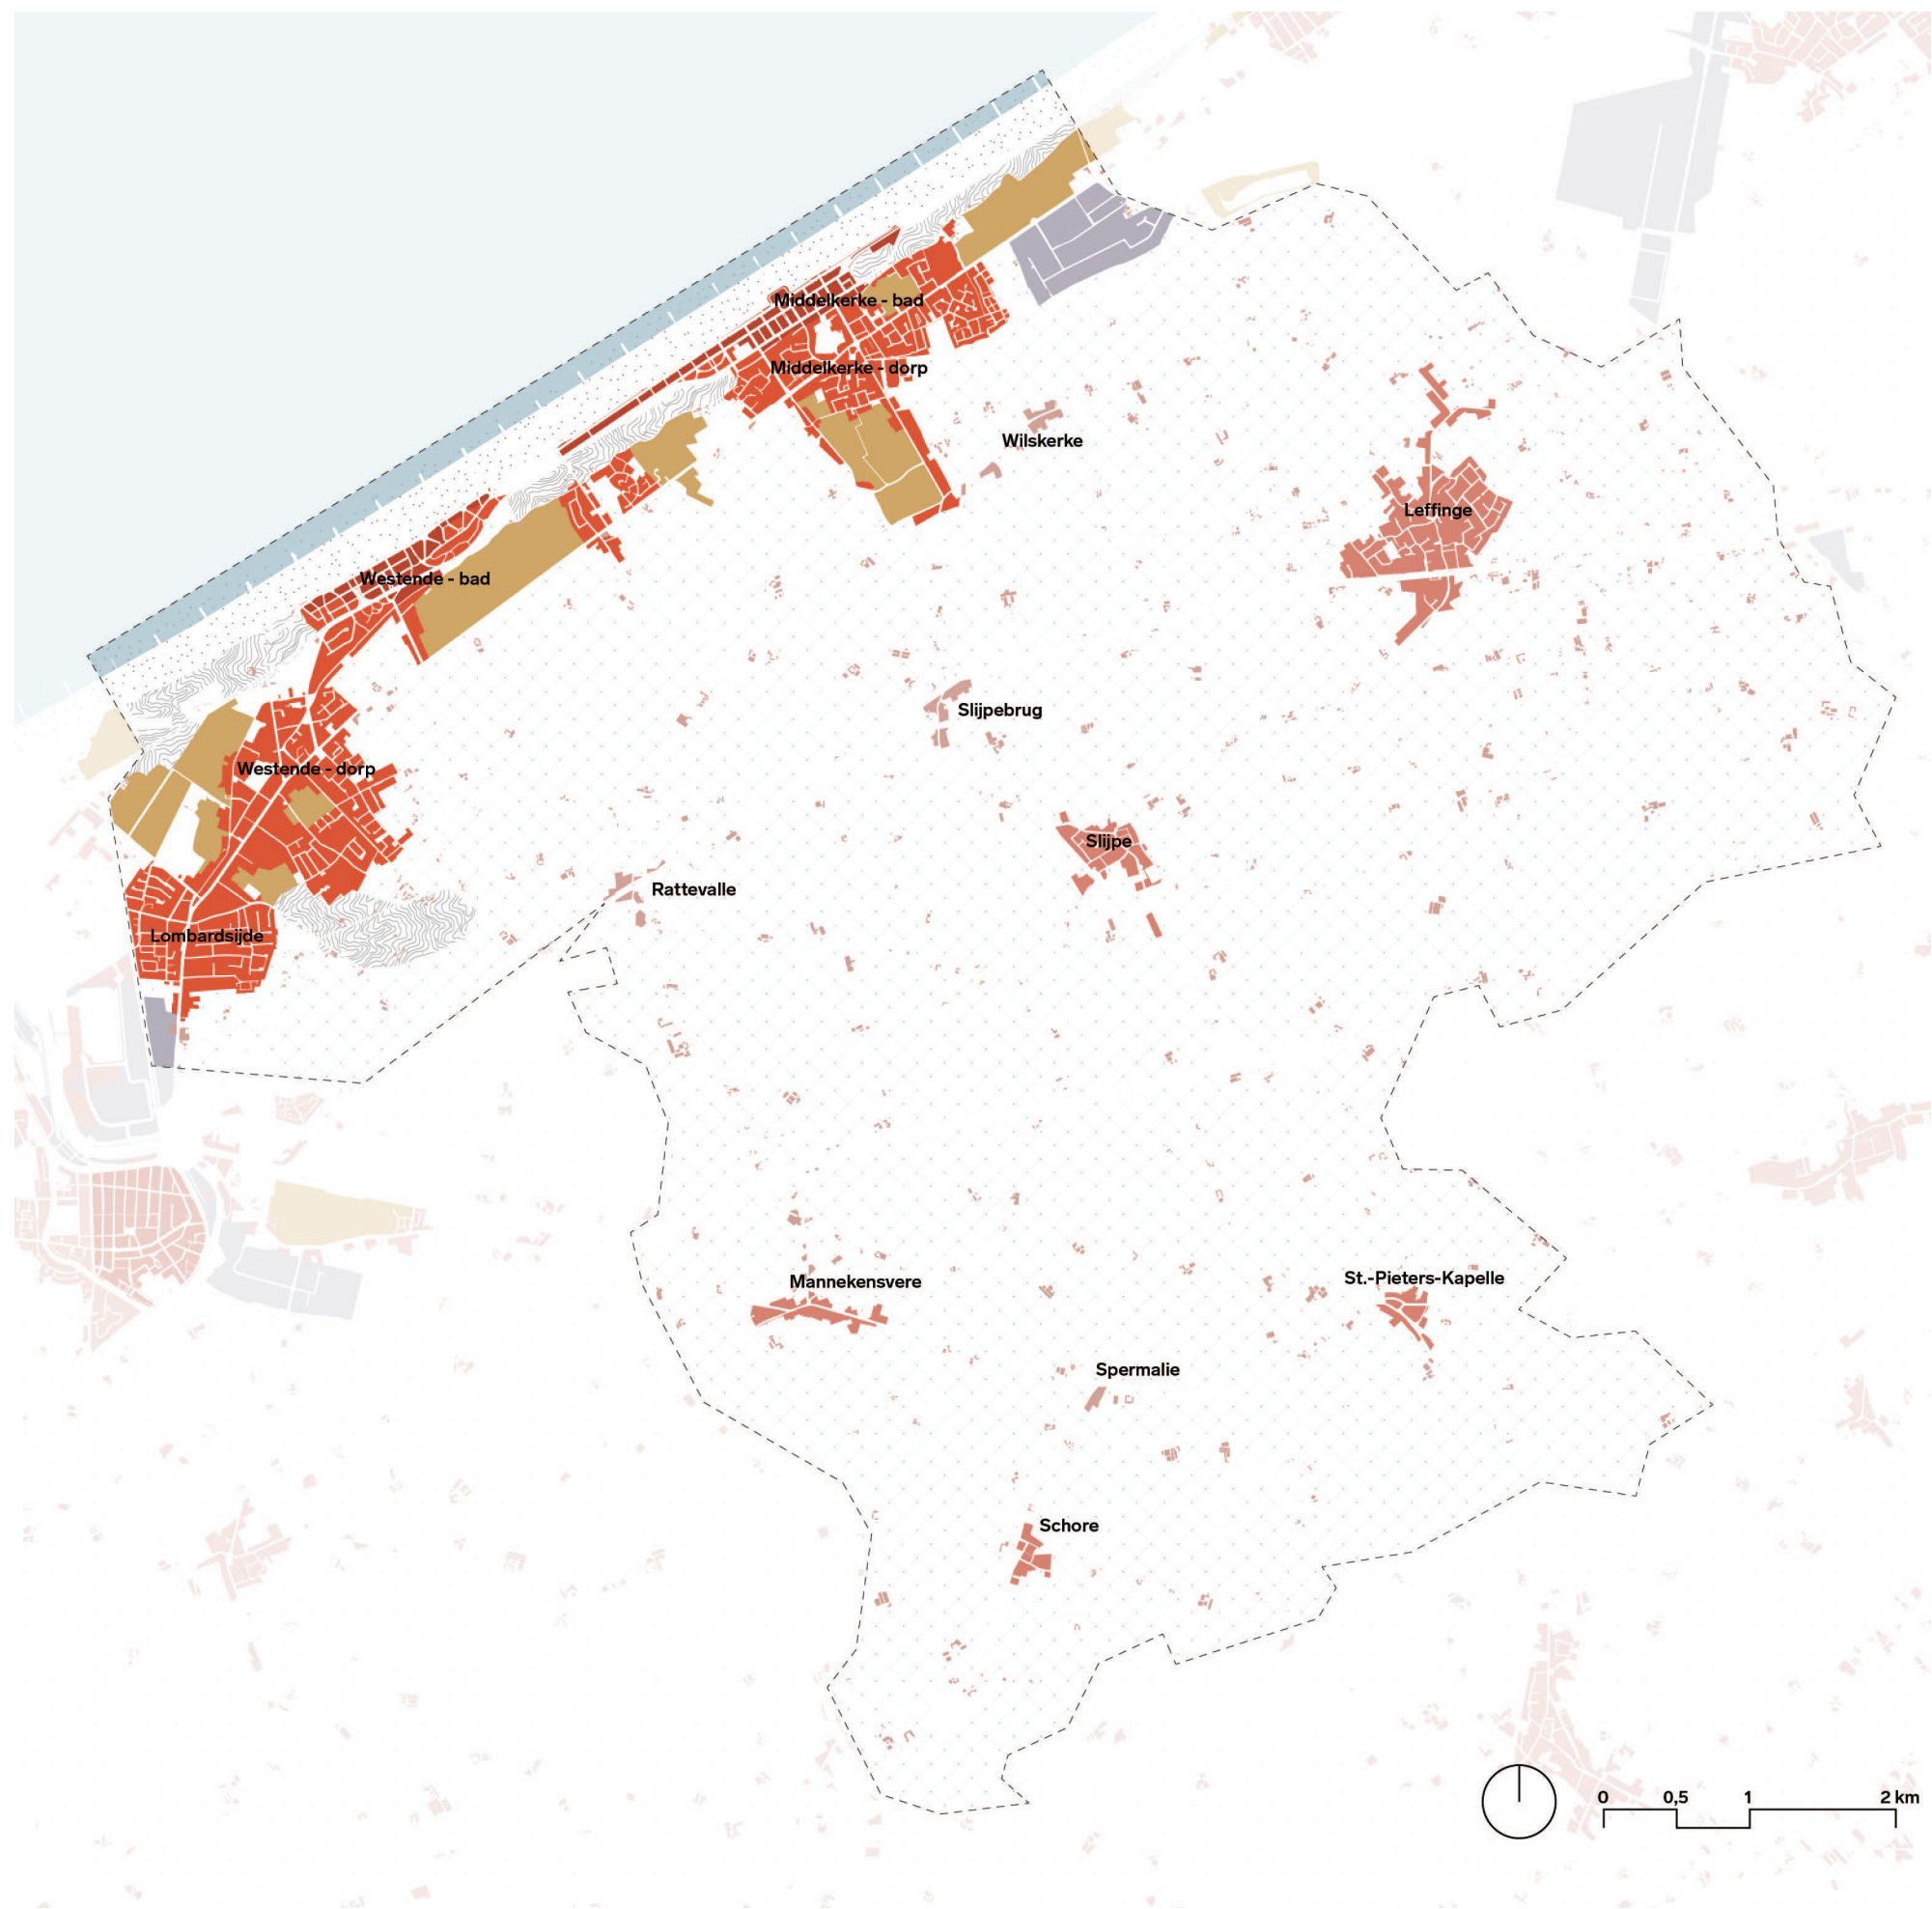 Middelkerke - bad
Middelkerke - dorp
Wilskerke
Leffinge
Westende - bad
Slijpebrug
Westende - dorp
Slijpe
Rattevalle
Lombardsijde
St.-Pieters-Kapelle
Mannekensvere
Spermalie
Schore
0 0,5 1 2 km